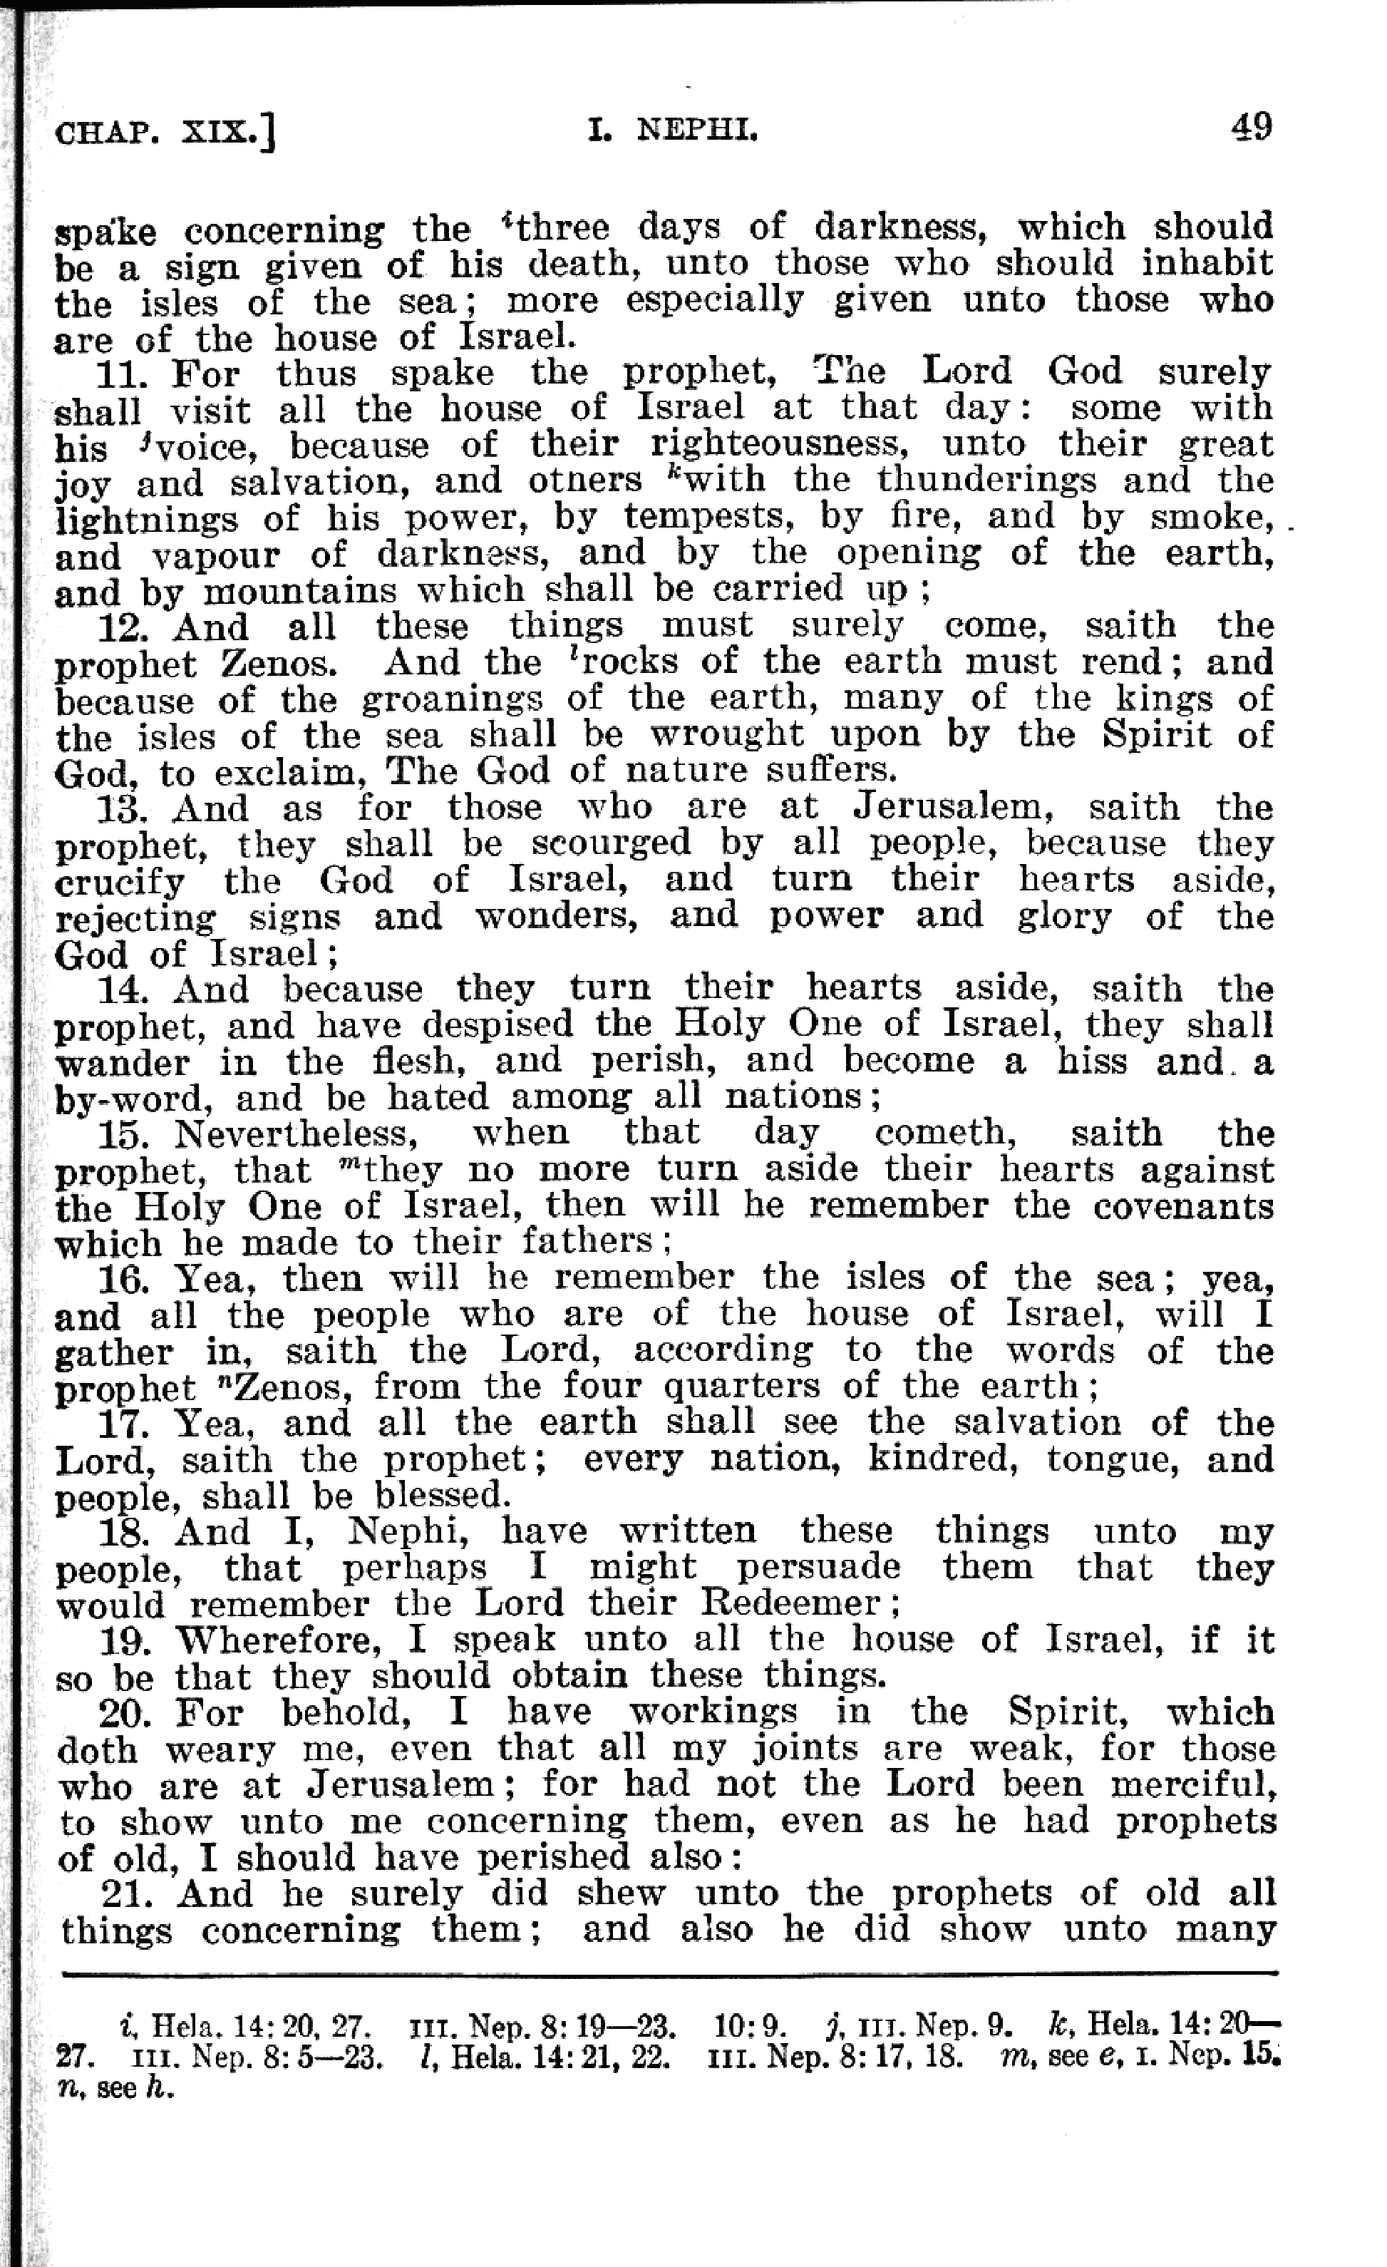 CHAP. XIX.] I. NEPHI. 49
spake concerning the ⁱthree days of darkness, which should
be a sign given of his death, unto those who should inhabit
the isles of the sea; more especially given unto those who
are of the house of Israel.
11. For thus spake the prophet, The Lord God surely
shall visit all the house of Israel at that day: some with
his ʲvoice, because of their righteousness, unto their great
joy and salvation, and otners ᵏwith the thunderings and the
lightnings of his power, by tempests, by fire, and by smoke,
and vapour of darkness, and by the opening of the earth,
and by mountains which shall be carried up;
12. And all these things must surely come, saith the
prophet Zenos. And the ˡrocks of the earth must rend; and
because of the groanings of the earth, many of the kings of
the isles of the sea shall be wrought upon by the Spirit of
God, to exclaim, The God of nature suffers.
13. And as for those who are at Jerusalem, saith the
prophet, they shall be scourged by all people, because they
crucify the God of Israel, and turn their hearts aside,
rejecting signs and wonders, and power and glory of the
God of Israel;
14. And because they turn their hearts aside, saith the
prophet, and have despised the Holy One of Israel, they shall
wander in the flesh, and perish, and become a hiss and a
by-word, and be hated among all nations;
15. Nevertheless, when that day cometh, saith the
prophet, that ᵐthey no more turn aside their hearts against
the Holy One of Israel, then will he remember the covenants
which he made to their fathers;
16. Yea, then will he remember the isles of the sea; yea,
and all the people who are of the house of Israel, will I
gather in, saith the Lord, according to the words of the
prophet ⁿZenos, from the four quarters of the earth;
17. Yea, and all the earth shall see the salvation of the
Lord, saith the prophet; every nation, kindred, tongue, and
people, shall be blessed.
18. And I, Nephi, have written these things unto my
people, that perhaps I might persuade them that they
would remember the Lord their Redeemer;
19. Wherefore, I speak unto all the house of Israel, if it
so be that they should obtain these things.
20. For behold, I have workings in the Spirit, which
doth weary me, even that all my joints are weak, for those
who are at Jerusalem; for had not the Lord been merciful,
to show unto me concerning them, even as he had prophets
of old, I should have perished also:
21. And he surely did shew unto the prophets of old all
things concerning them; and also he did show unto many
i, Hela. 14: 20, 27. III. Nep. 8: 19—23. 10: 9. j, III. Nep. 9. k, Hela. 14: 20—
27. III. Nep. 8: 5—23. l, Hela. 14: 21, 22. III. Nep. 8: 17, 18. m, see e, I. Nep. 15.
n, see h.